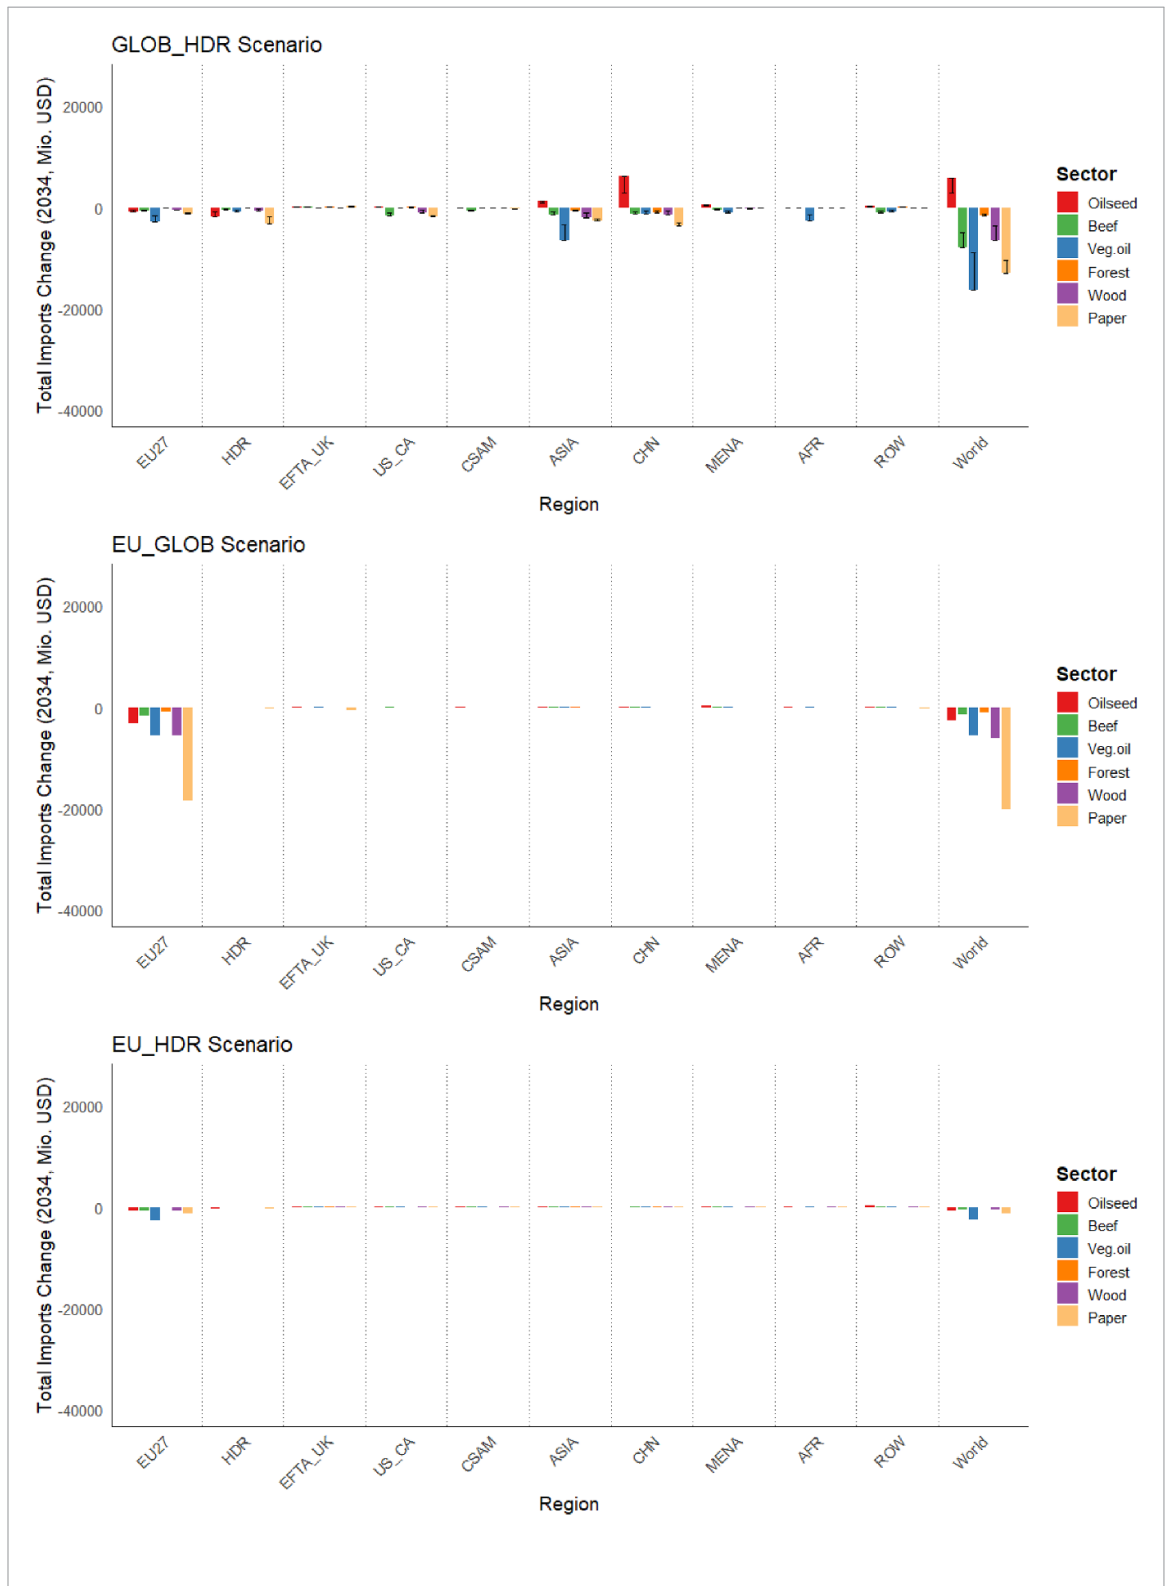 GLOB_HDR Scenario
Total Imports Change (2034, Mio. USD)
20000
0
-20000
-40000
EU27
HDR
EFTA_UK
US_CA
CSAM
ASIA
CHN
MENA
AFR
ROW
World
Region
Sector
Oilseed
Beef
Veg.oil
Forest
Wood
Paper
EU_GLOB Scenario
Total Imports Change (2034, Mio. USD)
20000
0
-20000
-40000
EU27
HDR
EFTA_UK
US_CA
CSAM
ASIA
CHN
MENA
AFR
ROW
World
Region
Sector
Oilseed
Beef
Veg.oil
Forest
Wood
Paper
EU_HDR Scenario
Total Imports Change (2034, Mio. USD)
20000
0
-20000
-40000
EU27
HDR
EFTA_UK
US_CA
CSAM
ASIA
CHN
MENA
AFR
ROW
World
Region
Sector
Oilseed
Beef
Veg.oil
Forest
Wood
Paper